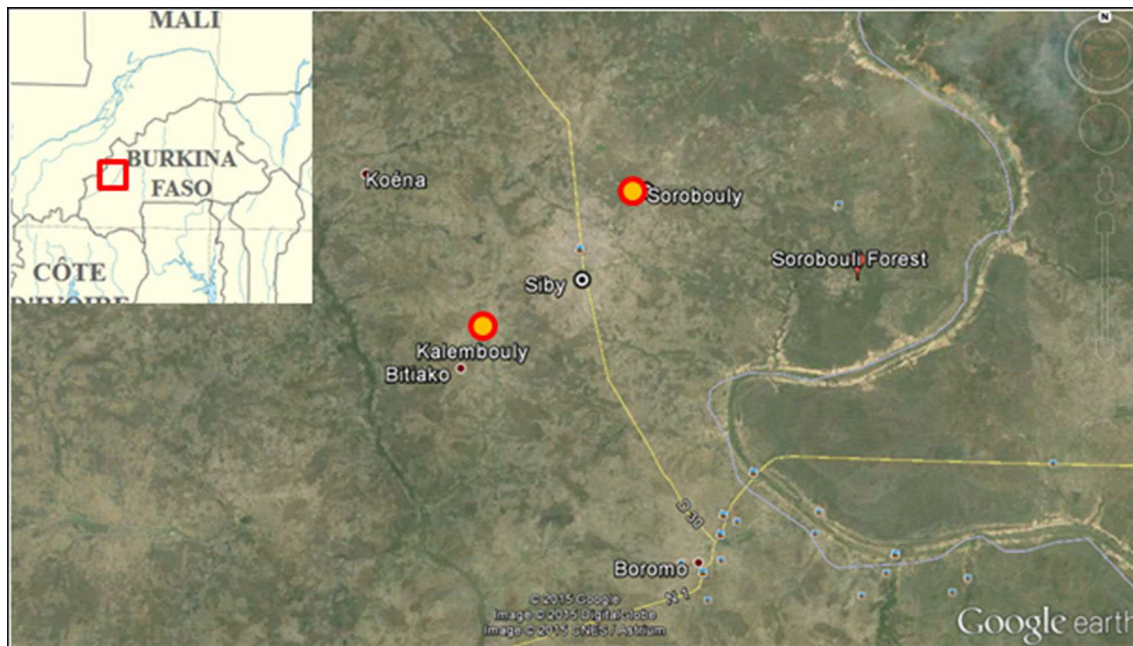 MALI
BURKINA
FASO
CÔTE
D'IVOIRE
N
Koéna
Sorobouly
Sorobouli Forest
Siby
Kalembouly
Bitiako
D 30
Boromo
N 1
© 2015 Google
Image © 2015 DigitalGlobe
Image © 2015 CNES / Astrium
Google earth